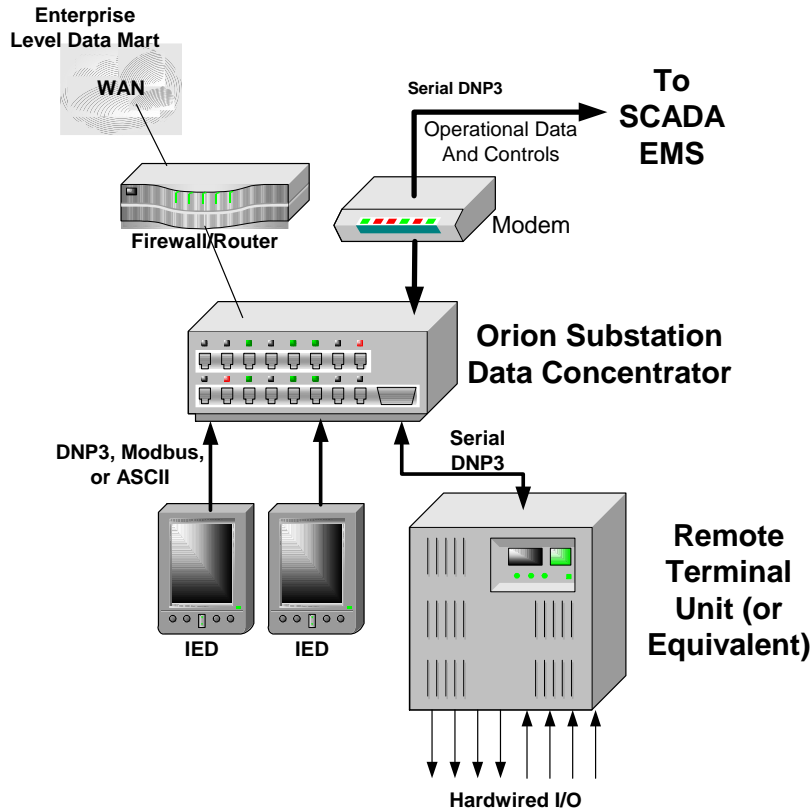 Enterprise
Level Data Mart
WAN
Serial DNP3
Operational Data
And Controls
To
SCADA
EMS
Firewall/Router
Modem
Orion Substation
Data Concentrator
DNP3, Modbus,
or ASCII
Serial
DNP3
IED
IED
Remote
Terminal
Unit (or
Equivalent)
Hardwired I/O